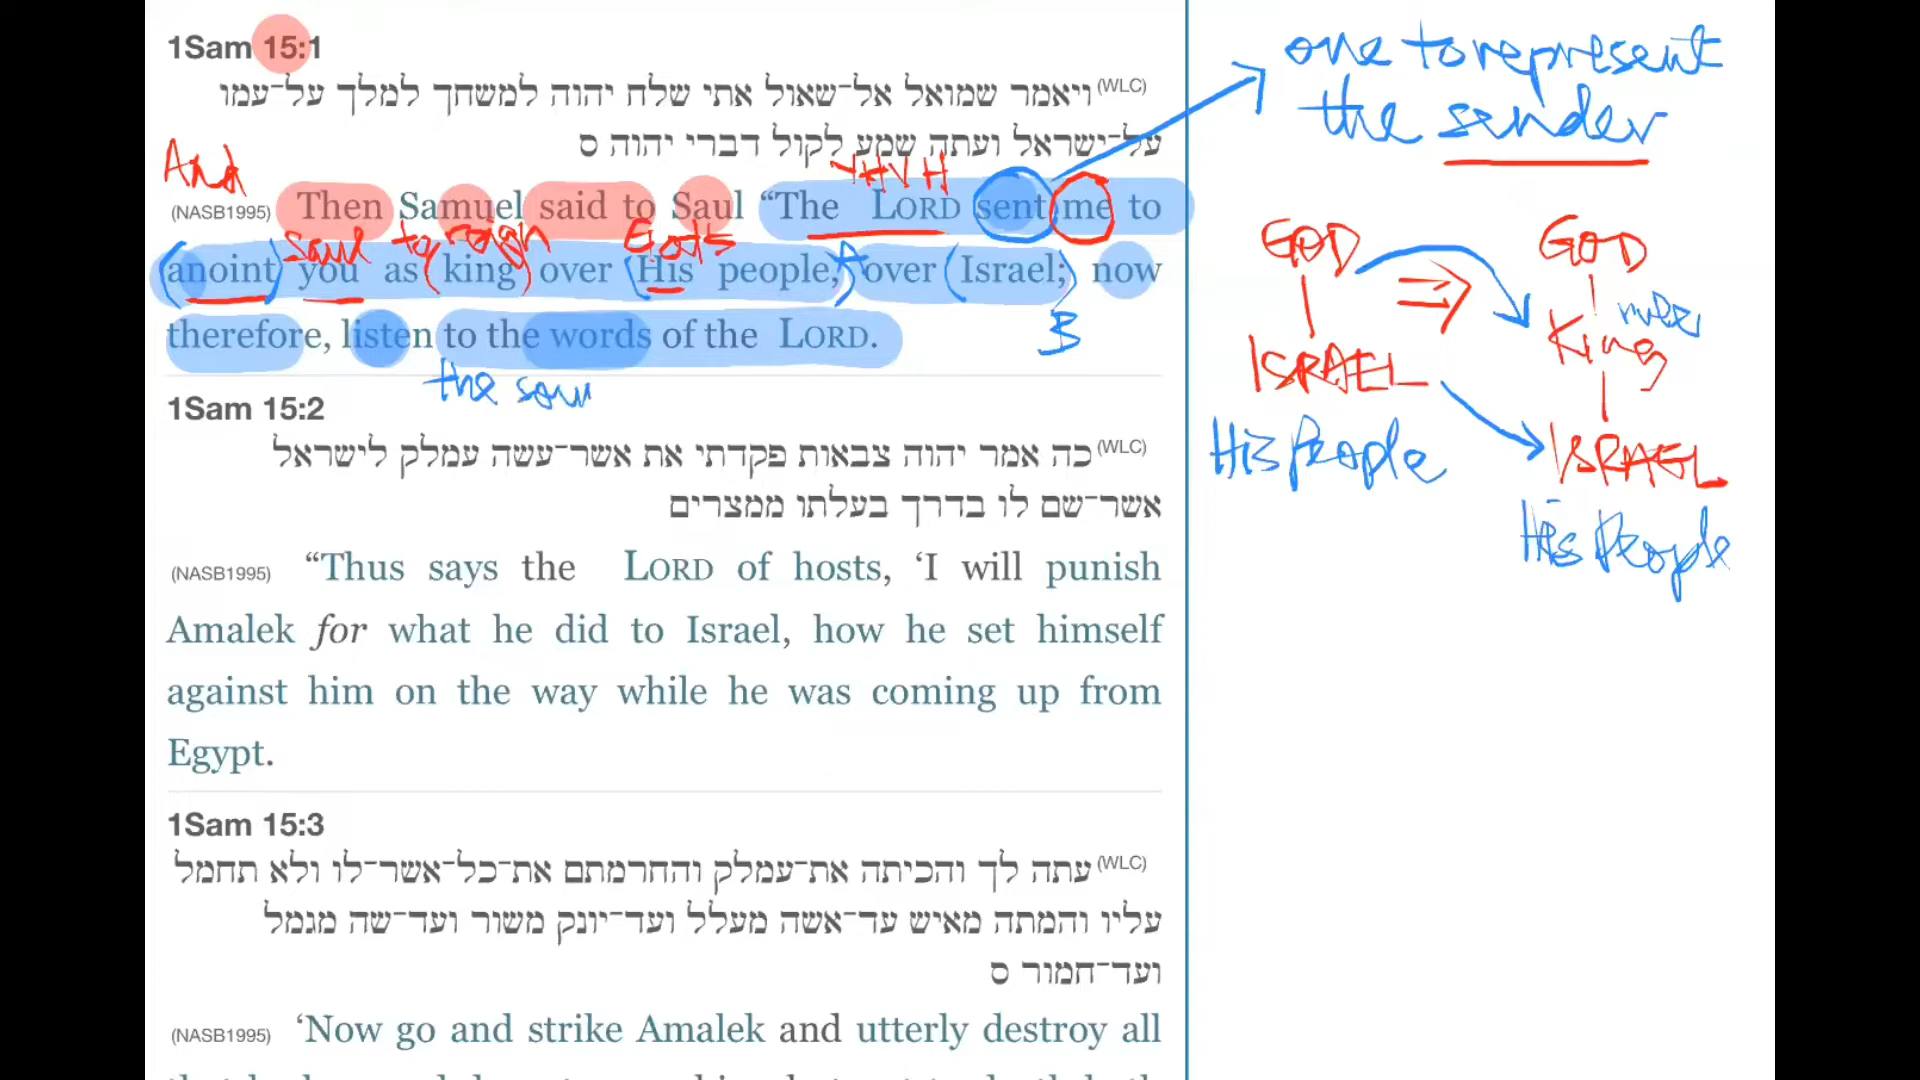 1Sam 15:1
(WLC) ויאמר שמואל אל־שאול אתי שלח יהוה למשחך למלך על־עמו
על־ישראל ועתה שמע לקול דברי יהוה ס
And
YHVH
(NASB1995) Then Samuel said to Saul “The LORD sent me to
Saul to reign God's
anoint you as king over His people, over Israel; now
A
B
therefore, listen to the words of the LORD.
the
1Sam 15:2
(WLC) כה אמר יהוה צבאות פקדתי את אשר־עשה עמלק לישראל
אשר־שם לו בדרך בעלתו ממצרים
(NASB1995) “Thus says the LORD of hosts, ‘I will punish
Amalek for what he did to Israel, how he set himself
against him on the way while he was coming up from
Egypt.
1Sam 15:3
(WLC) עתה לך והכיתה את־עמלק והחרמתם את־כל־אשר־לו ולא תחמל
עליו והמתה מאיש עד־אשה מעלל ועד־יונק משור ועד־שה מגמל
ועד־חמור ס
(NASB1995) ‘Now go and strike Amalek and utterly destroy all
one to represent
the sender
GOD
ISRAEL
His People
GOD
ruler
King
ISRAEL
His People